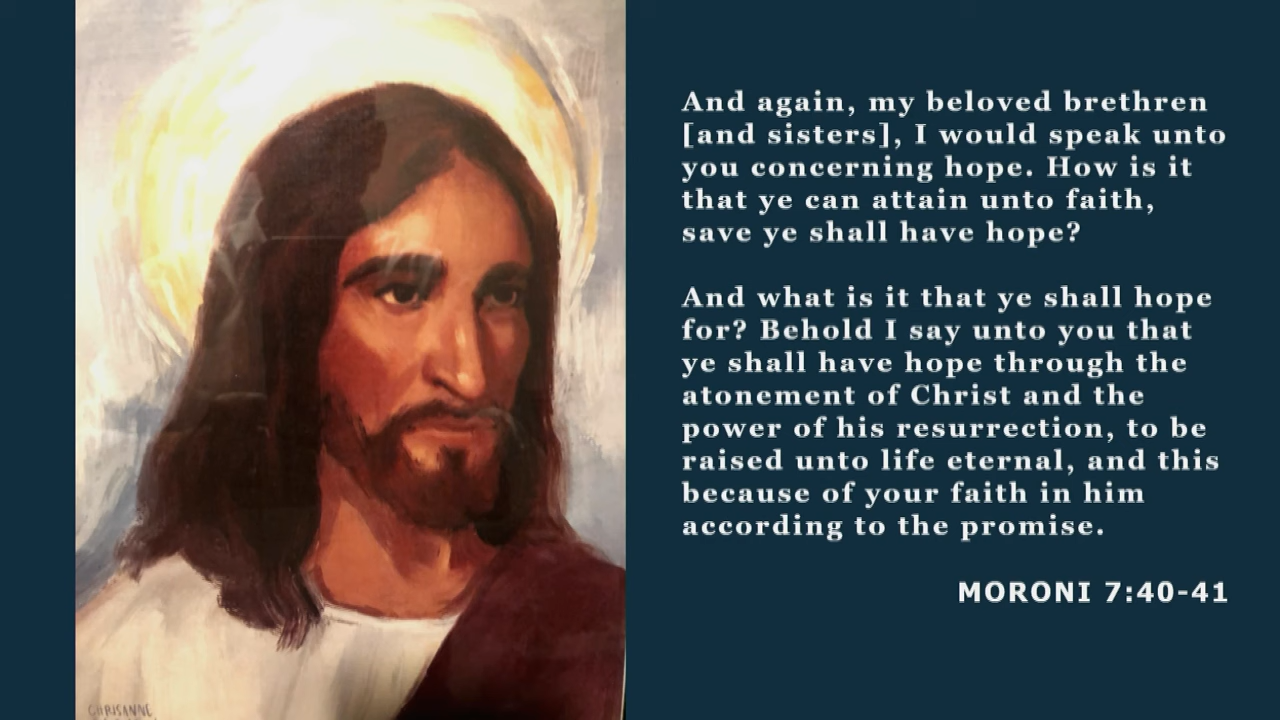 And again, my beloved brethren
[and sisters], I would speak unto
you concerning hope. How is it
that ye can attain unto faith,
save ye shall have hope?
And what is it that ye shall hope
for? Behold I say unto you that
ye shall have hope through the
atonement of Christ and the
power of his resurrection, to be
raised unto life eternal, and this
because of your faith in him
according to the promise.
MORONI 7:40-41
CHRISANNE